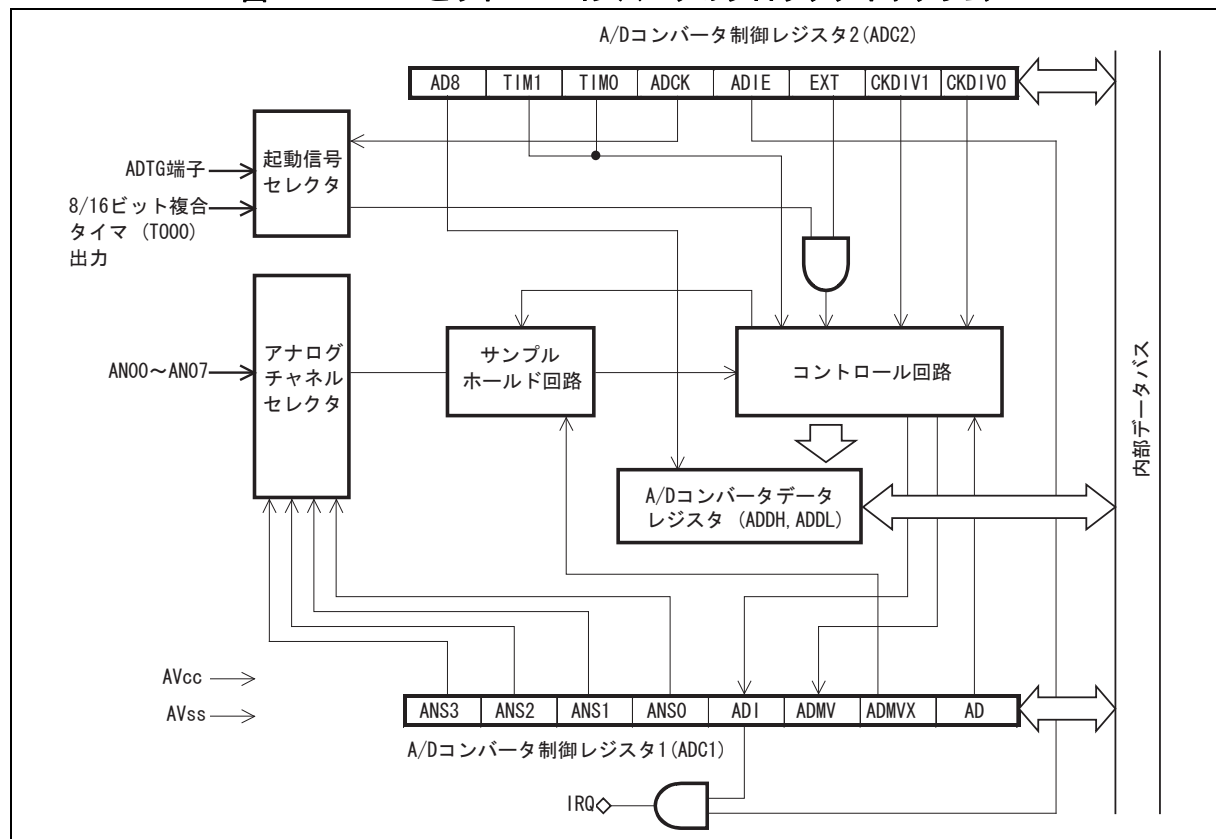 A/Dコンバータ制御レジスタ2(ADC2)
AD8 TIM1 TIM0 ADCK ADIE EXT CKDIV1 CKDIV0
起動信号
セレクタ
ADTG端子
8/16ビット複合
タイマ (TO00)
出力
アナログ
チャネル
セレクタ
AN00～AN07
サンプル
ホールド回路
コントロール回路
内部データバス
A/Dコンバータデータ
レジスタ (ADDH,ADDL)
AVcc
AVss
ANS3 ANS2 ANS1 ANS0 ADI ADMV ADMVX AD
A/Dコンバータ制御レジスタ1(ADC1)
IRQ